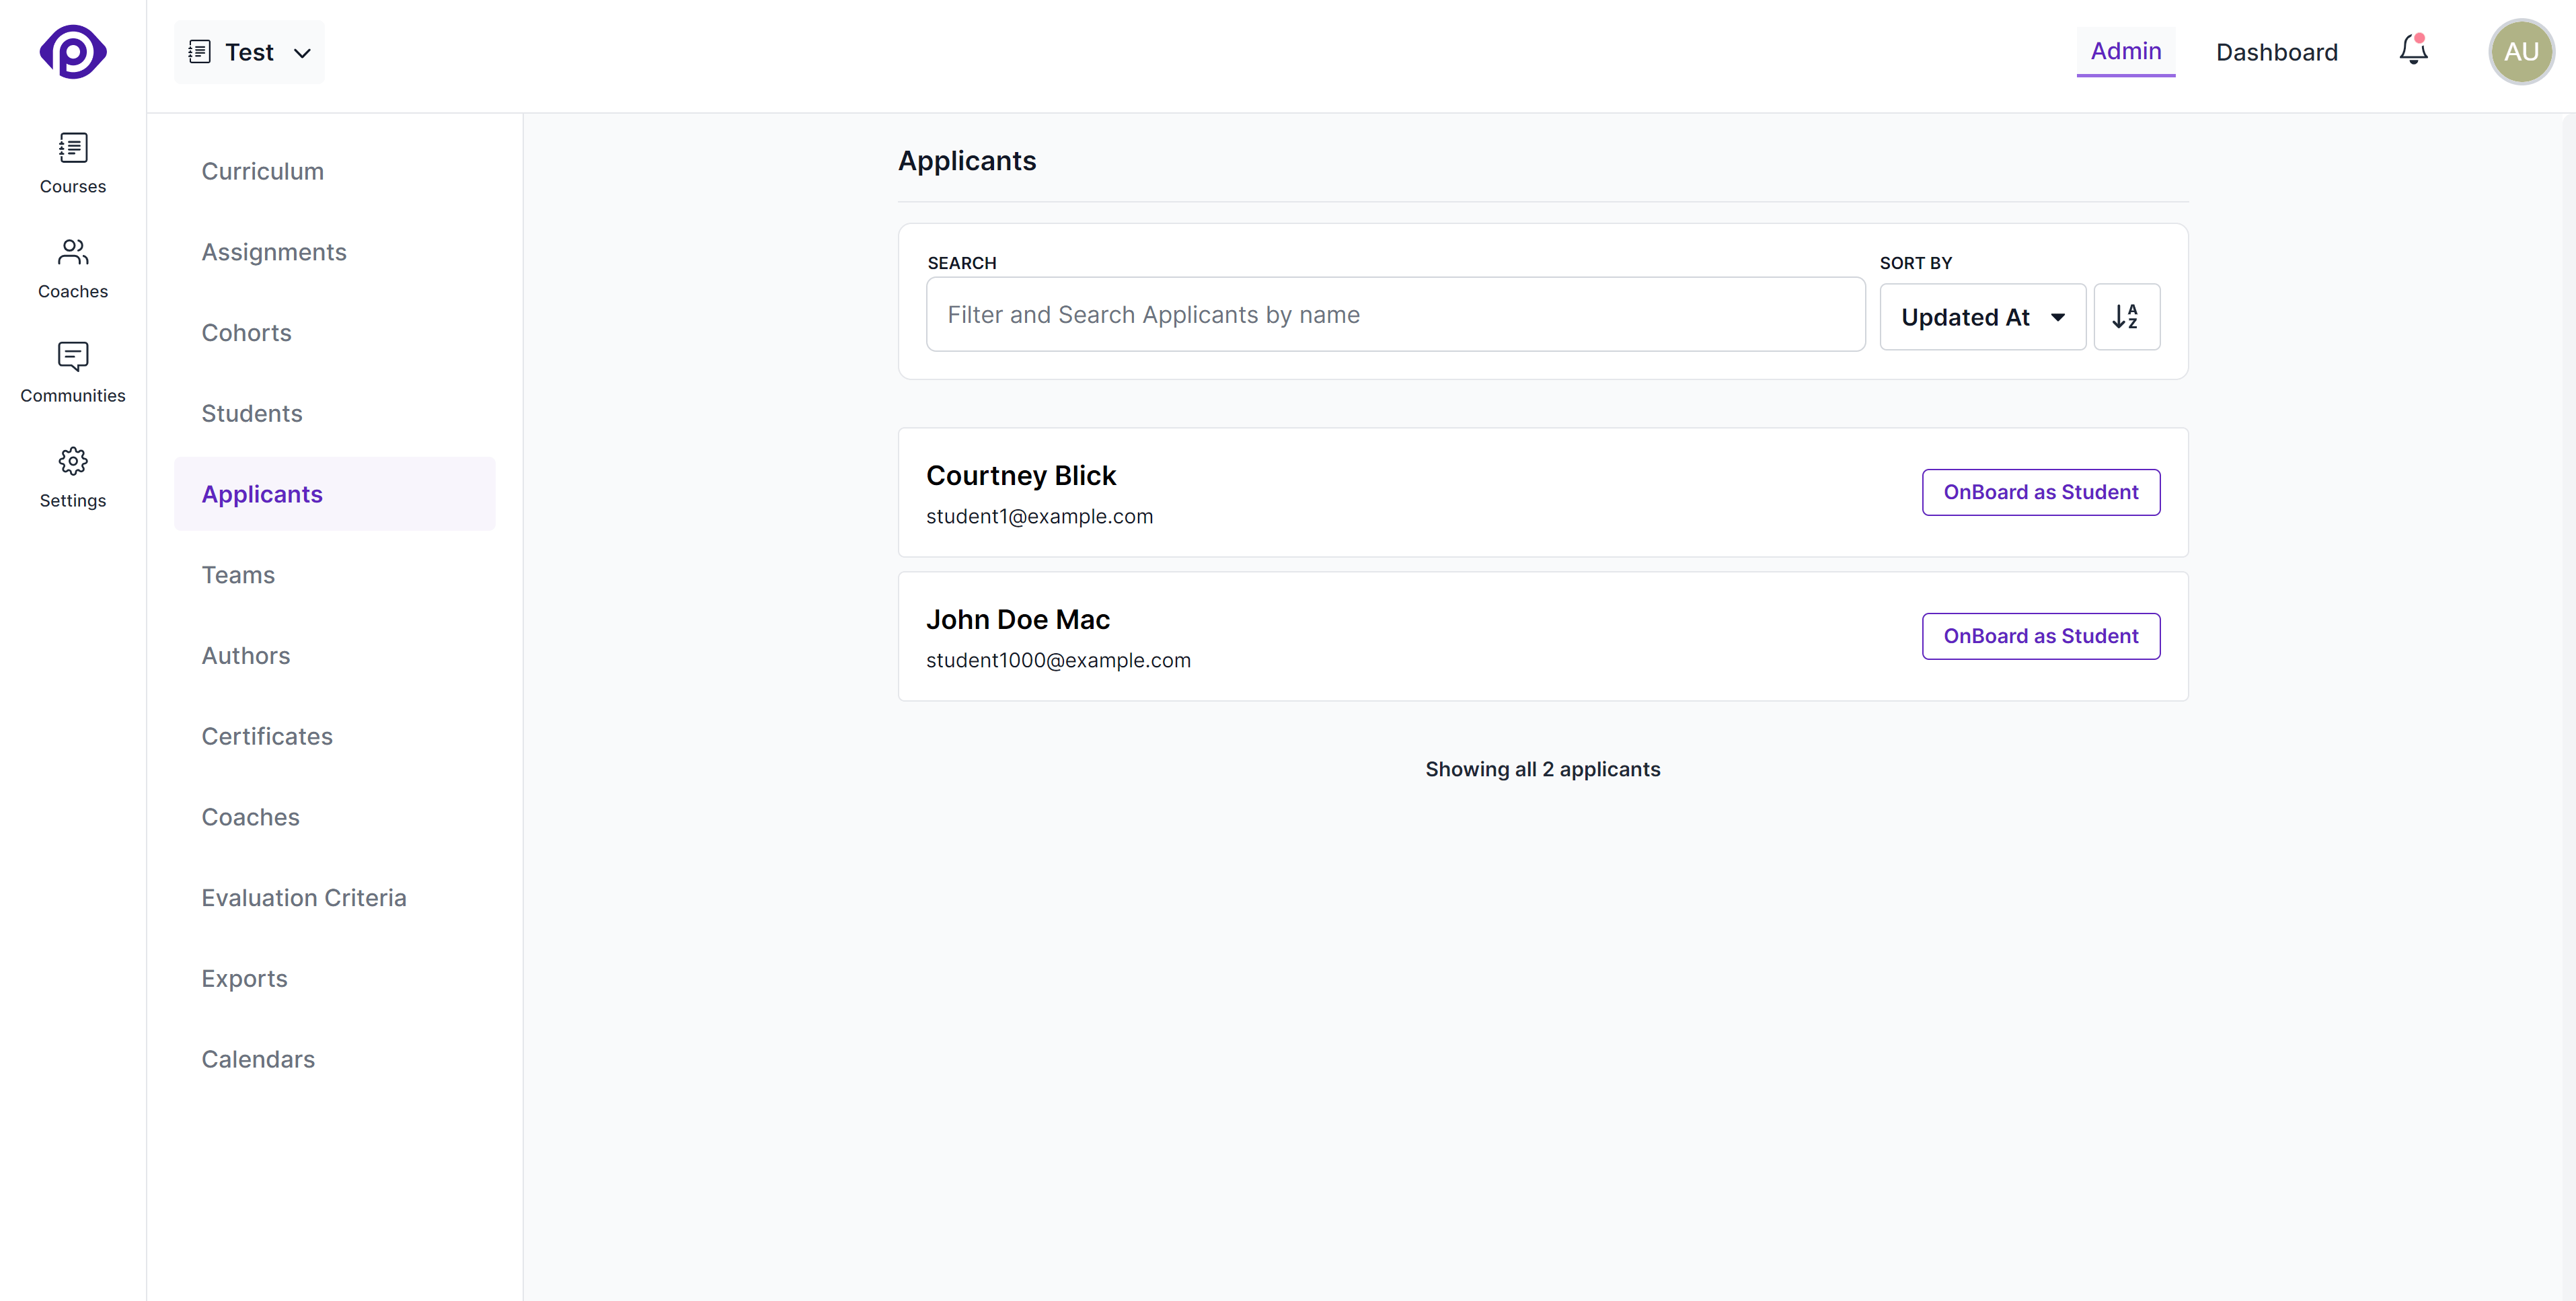 Test
Admin
Dashboard
AU
Courses
Coaches
Communities
Settings
Curriculum
Assignments
Cohorts
Students
Applicants
Teams
Authors
Certificates
Coaches
Evaluation Criteria
Exports
Calendars
Applicants
SEARCH
Filter and Search Applicants by name
SORT BY
Updated At
A
Z
Courtney Blick
student1@example.com
OnBoard as Student
John Doe Mac
student1000@example.com
OnBoard as Student
Showing all 2 applicants